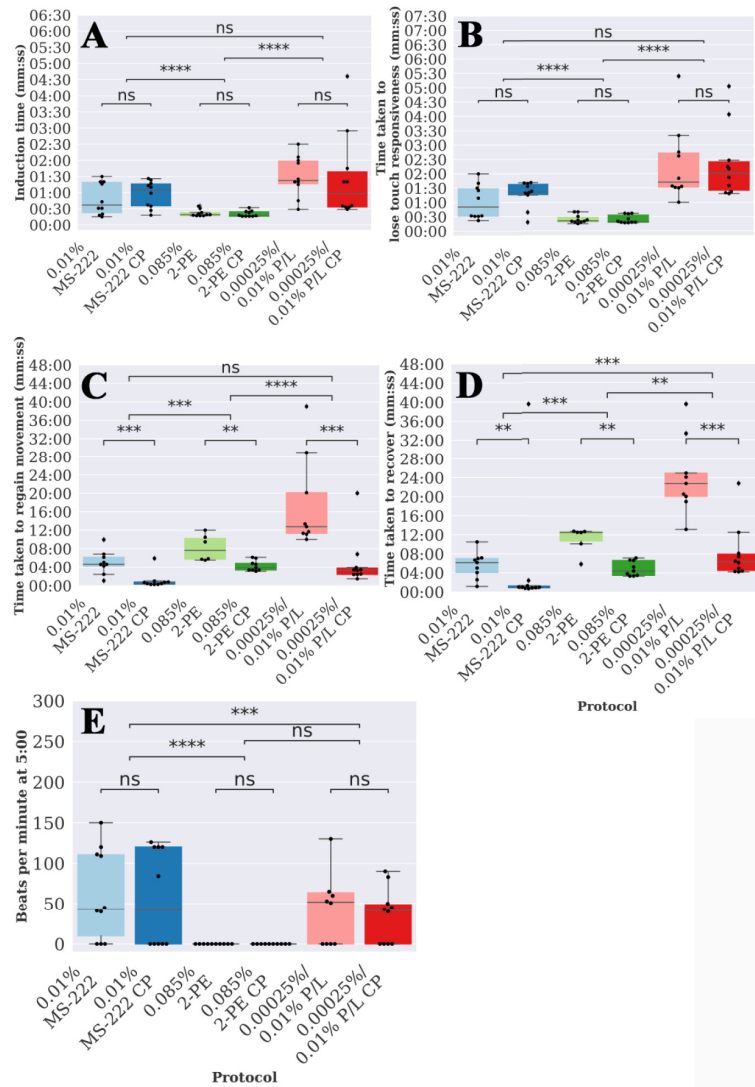 A
Induction time (mm:ss)
06:30
06:00
05:30
05:00
04:30
04:00
03:30
03:00
02:30
02:00
01:30
01:00
00:30
00:00
ns
****
****
ns
ns
ns
0.01%
MS-222
0.01%
MS-222 CP
0.085%
2-PE
0.085%
2-PE CP
0.00025%/
0.01% P/L
0.00025%/
0.01% P/L CP
B
Time taken to
lose touch responsiveness (mm:ss)
07:30
07:00
06:30
06:00
05:30
05:00
04:30
04:00
03:30
03:00
02:30
02:00
01:30
01:00
00:30
00:00
ns
****
****
ns
ns
ns
0.01%
MS-222
0.01%
MS-222 CP
0.085%
2-PE
0.085%
2-PE CP
0.00025%/
0.01% P/L
0.00025%/
0.01% P/L CP
C
Time taken to regain movement (mm:ss)
48:00
44:00
40:00
36:00
32:00
28:00
24:00
20:00
16:00
12:00
08:00
04:00
00:00
ns
****
***
***
**
***
0.01%
MS-222
0.01%
MS-222 CP
0.085%
2-PE
0.085%
2-PE CP
0.00025%/
0.01% P/L
0.00025%/
0.01% P/L CP
D
Time taken to recover (mm:ss)
48:00
44:00
40:00
36:00
32:00
28:00
24:00
20:00
16:00
12:00
08:00
04:00
00:00
***
**
***
**
**
***
0.01%
MS-222
0.01%
MS-222 CP
0.085%
2-PE
0.085%
2-PE CP
0.00025%/
0.01% P/L
0.00025%/
0.01% P/L CP
Protocol
E
Beats per minute at 5:00
300
250
200
150
100
50
0
***
ns
****
ns
ns
ns
0.01%
MS-222
0.01%
MS-222 CP
0.085%
2-PE
0.085%
2-PE CP
0.00025%/
0.01% P/L
0.00025%/
0.01% P/L CP
Protocol